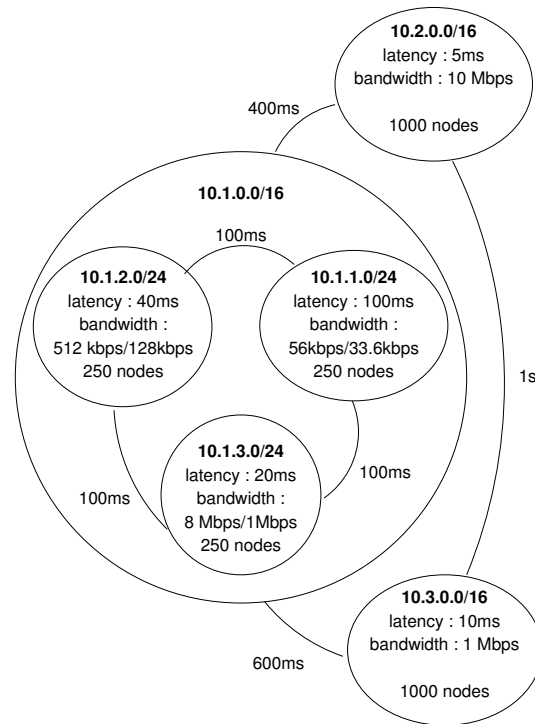 10.2.0.0/16
latency : 5ms
bandwidth : 10 Mbps
1000 nodes
400ms
10.1.0.0/16
100ms
10.1.2.0/24
latency : 40ms
bandwidth :
512 kbps/128kbps
250 nodes
10.1.1.0/24
latency : 100ms
bandwidth :
56kbps/33.6kbps
250 nodes
1s
10.1.3.0/24
latency : 20ms
bandwidth :
8 Mbps/1Mbps
250 nodes
100ms
100ms
10.3.0.0/16
latency : 10ms
bandwidth : 1 Mbps
1000 nodes
600ms